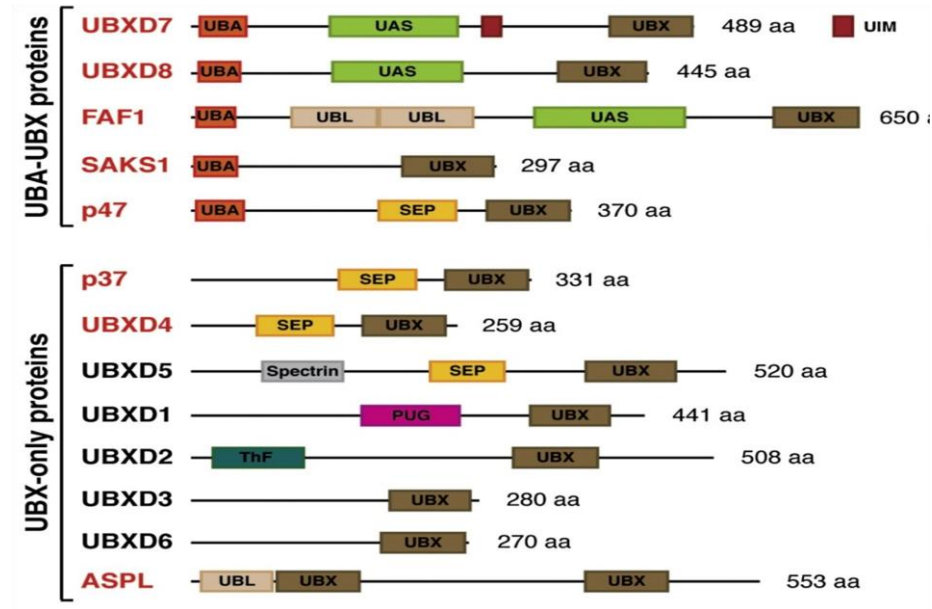 UBA-UBX proteins
UBXD7 UBA UAS UBX 489 aa UIM
UBXD8 UBA UAS UBX 445 aa
FAF1 UBA UBL UBL UAS UBX 650
SAKS1 UBA UBX 297 aa
p47 UBA SEP UBX 370 aa
UBX-only proteins
p37 SEP UBX 331 aa
UBXD4 SEP UBX 259 aa
UBXD5 Spectrin SEP UBX 520 aa
UBXD1 PUG UBX 441 aa
UBXD2 ThF UBX 508 aa
UBXD3 UBX 280 aa
UBXD6 UBX 270 aa
ASPL UBL UBX UBX 553 aa